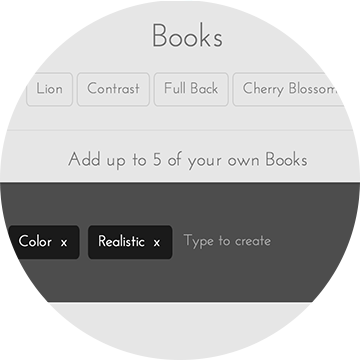 Books
Lion Contrast Full Back Cherry Blossom
Add up to 5 of your own Books
Color x Realistic x Type to create